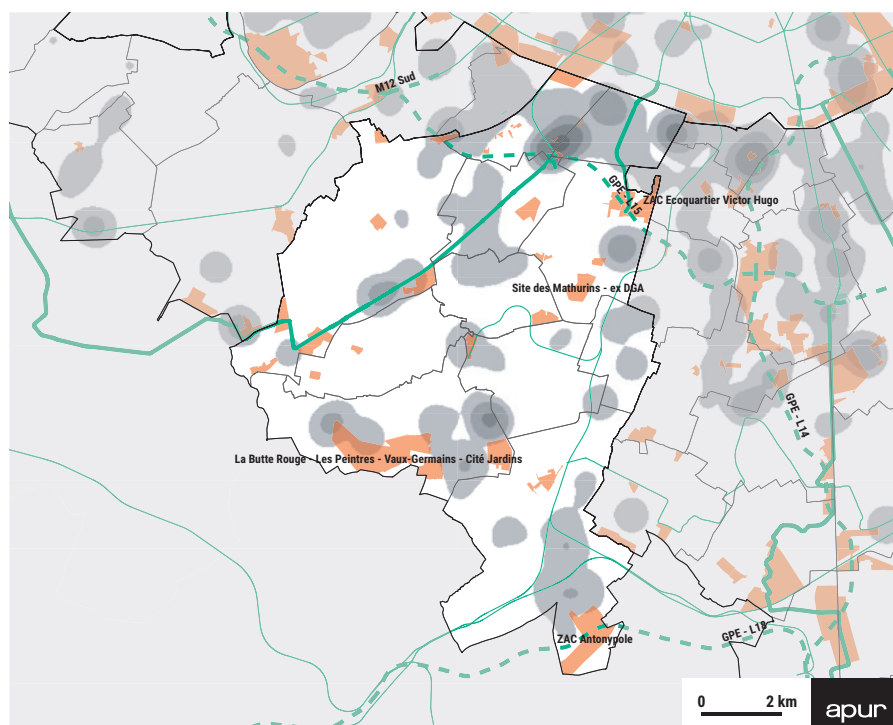 M12 Sud
GPE - L15
ZAC Ecoquartier Victor Hugo
Site des Mathurins - ex DGA
GPE - L14
La Butte Rouge - Les Peintres - Vaux-Germains - Cité Jardins
GPE - L18
ZAC Antonypole
0 2 km
apur